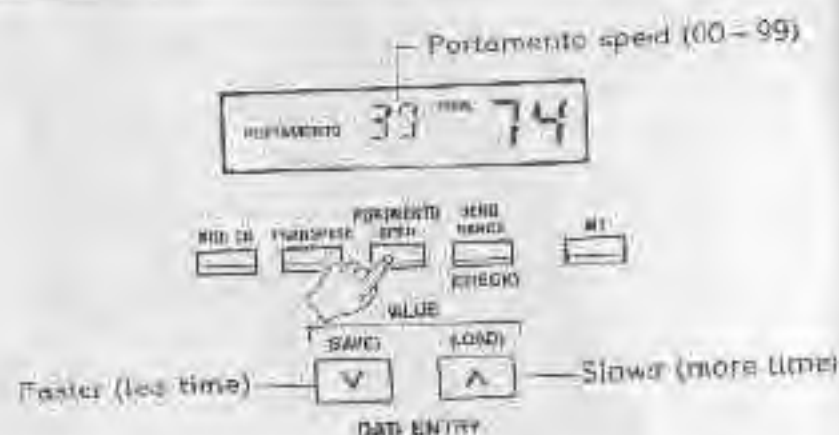 Portamento speed (00–99)
PORTAMENTO 39 74
MIDI CH TRANSPOSE PORTAMENTO SPEED BEND RANGE
(CHECK)
VALUE
(SAVE) (LOAD)
Faster (less time) Slower (more time)
DATA ENTRY